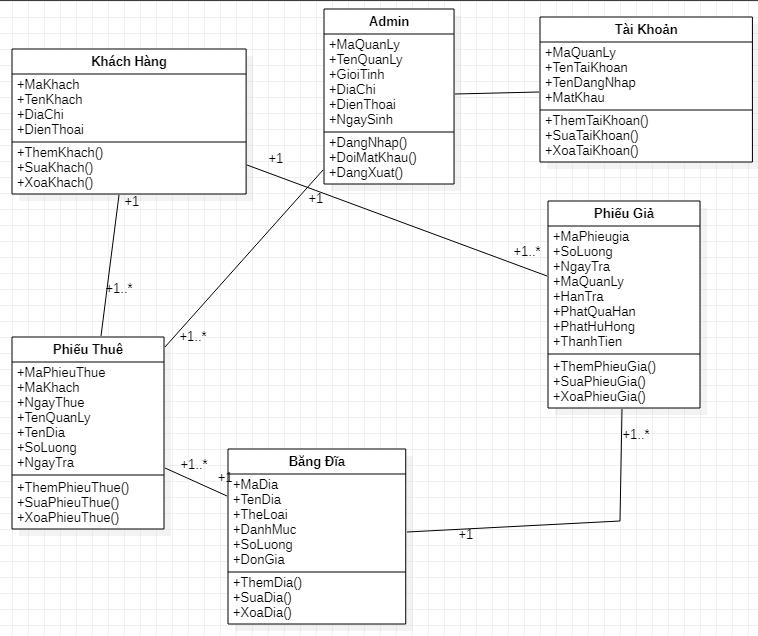 Khách Hàng
+MaKhach
+TenKhach
+DiaChi
+DienThoai
+ThemKhach()
+SuaKhach()
+XoaKhach()
Admin
+MaQuanLy
+TenQuanLy
+GioiTinh
+DiaChi
+DienThoai
+NgaySinh
+DangNhap()
+DoiMatKhau()
+DangXuat()
Tài Khoản
+MaQuanLy
+TenTaiKhoan
+TenDangNhap
+MatKhau
+ThemTaiKhoan()
+SuaTaiKhoan()
+XoaTaiKhoan()
+1
+1
+1
+1..*
+1..*
+1..*
Phiếu Giả
+MaPhieugia
+SoLuong
+NgayTra
+MaQuanLy
+HanTra
+PhatQuaHan
+PhatHuHong
+ThanhTien
+ThemPhieuGia()
+SuaPhieuGia()
+XoaPhieuGia()
Phiếu Thuê
+MaPhieuThue
+MaKhach
+NgayThue
+TenQuanLy
+TenDia
+SoLuong
+NgayTra
+ThemPhieuThue()
+SuaPhieuThue()
+XoaPhieuThue()
+1..*
+1
Băng Đĩa
+MaDia
+TenDia
+TheLoai
+DanhMuc
+SoLuong
+DonGia
+ThemDia()
+SuaDia()
+XoaDia()
+1..*
+1